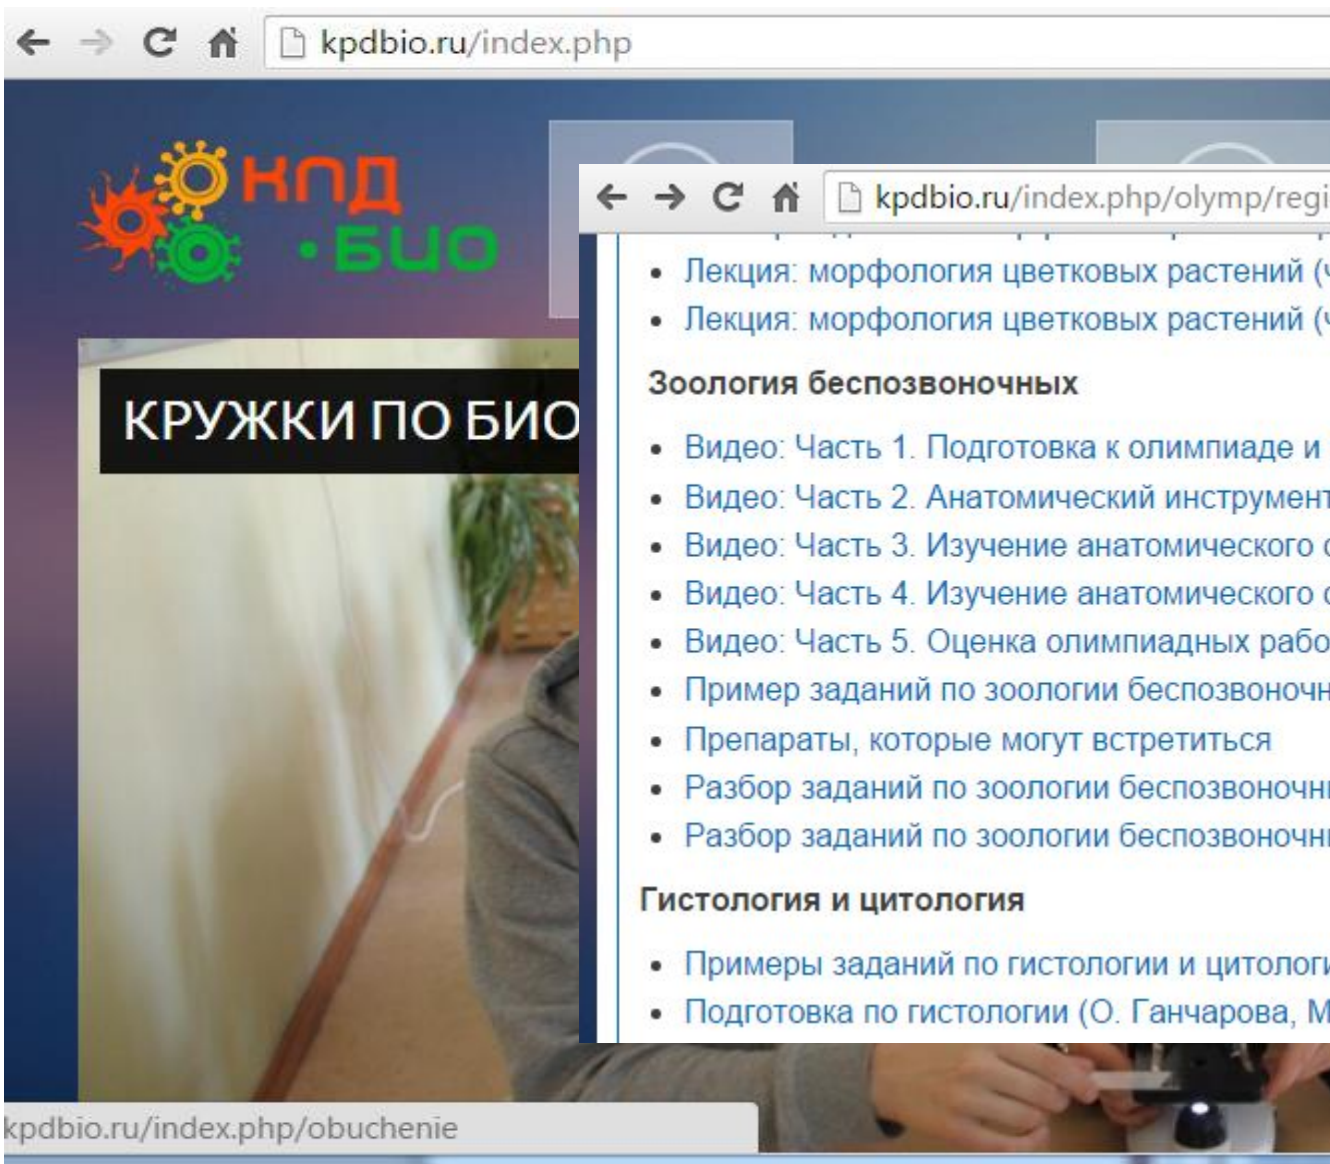 kpdbio.ru/index.php
КПД
•БИО
kpdbio.ru/index.php/olymp/regi
Лекция: морфология цветковых растений (
Лекция: морфология цветковых растений (
Зоология беспозвоночных
КРУЖКИ ПО БИО
Видео: Часть 1. Подготовка к олимпиаде и
Видео: Часть 2. Анатомический инструмент
Видео: Часть 3. Изучение анатомического
Видео: Часть 4. Изучение анатомического
Видео: Часть 5. Оценка олимпиадных рабо
Пример заданий по зоологии беспозвоночн
Препараты, которые могут встретиться
Разбор заданий по зоологии беспозвоночн
Разбор заданий по зоологии беспозвоночн
Гистология и цитология
Примеры заданий по гистологии и цитологи
Подготовка по гистологии (О. Ганчарова, М
kpdbio.ru/index.php/obuchenie